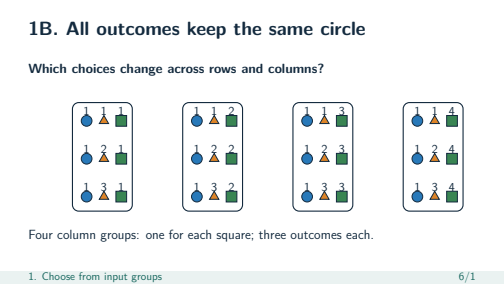 1B. All outcomes keep the same circle
Which choices change across rows and columns?
1 1 1 1 1 2 1 1 3 1 1 4
1 2 1 1 2 2 1 2 3 1 2 4
1 3 1 1 3 2 1 3 3 1 3 4
Four column groups: one for each square; three outcomes each.
1. Choose from input groups 6/1